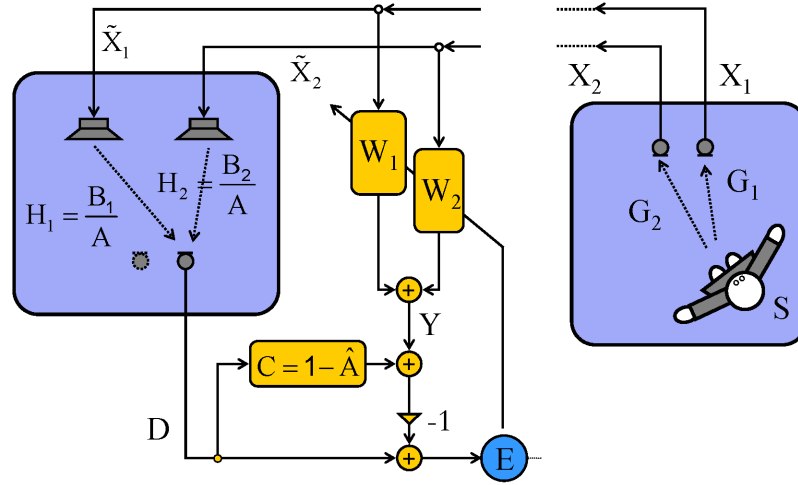 X̃₁
X̃₂
X₂
X₁
W₁
W₂
H₁ = B₁/A
H₂ = B₂/A
G₁
G₂
S
Y
C = 1 − Â
-1
D
E